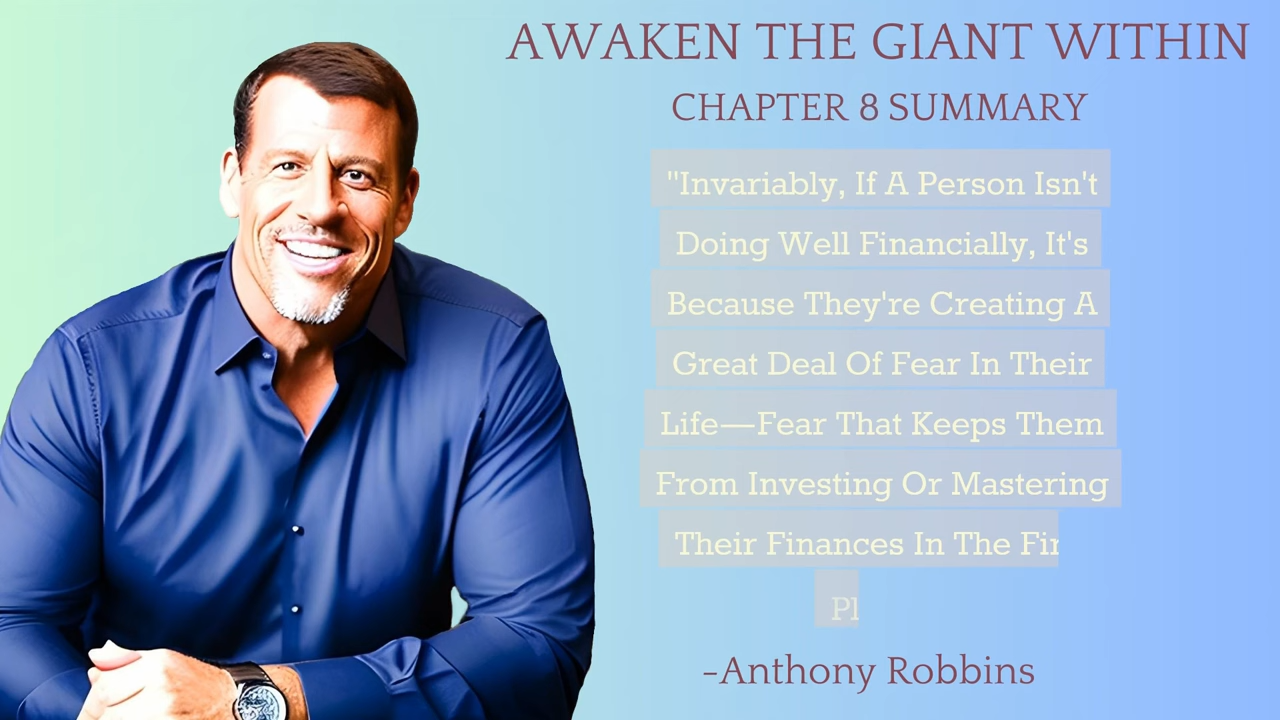 AWAKEN THE GIANT WITHIN
CHAPTER 8 SUMMARY
"Invariably, If A Person Isn't
Doing Well Financially, It's
Because They're Creating A
Great Deal Of Fear In Their
Life—Fear That Keeps Them
From Investing Or Mastering
Their Finances In The
–Anthony Robbins